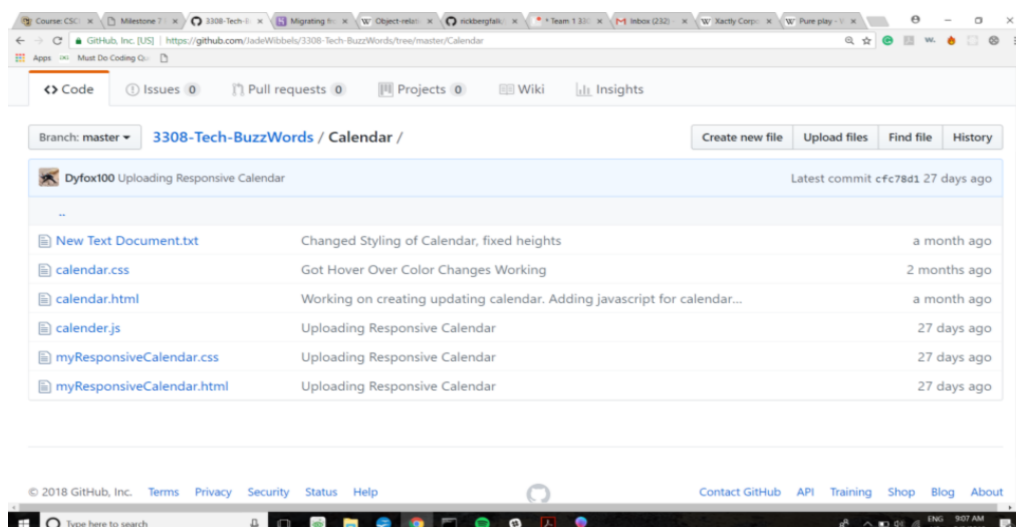 Course: CSCI
Milestone 7
3308-Tech-B
Migrating fr
Object-relati
rickbergfalk
* Team 1 330
Inbox (232) -
Xactly Corp
Pure play - V
GitHub, Inc. [US] | https://github.com/JadeWibbels/3308-Tech-BuzzWords/tree/master/Calendar
Apps Must Do Coding Qu
Code Issues 0 Pull requests 0 Projects 0 Wiki Insights
Branch: master 3308-Tech-BuzzWords / Calendar / Create new file Upload files Find file History
Dyfox100 Uploading Responsive Calendar Latest commit cfc78d1 27 days ago
..
New Text Document.txt Changed Styling of Calendar, fixed heights a month ago
calendar.css Got Hover Over Color Changes Working 2 months ago
calendar.html Working on creating updating calendar. Adding javascript for calendar... a month ago
calender.js Uploading Responsive Calendar 27 days ago
myResponsiveCalendar.css Uploading Responsive Calendar 27 days ago
myResponsiveCalendar.html Uploading Responsive Calendar 27 days ago
© 2018 GitHub, Inc. Terms Privacy Security Status Help Contact GitHub API Training Shop Blog About
Type here to search ENG 9:07 AM